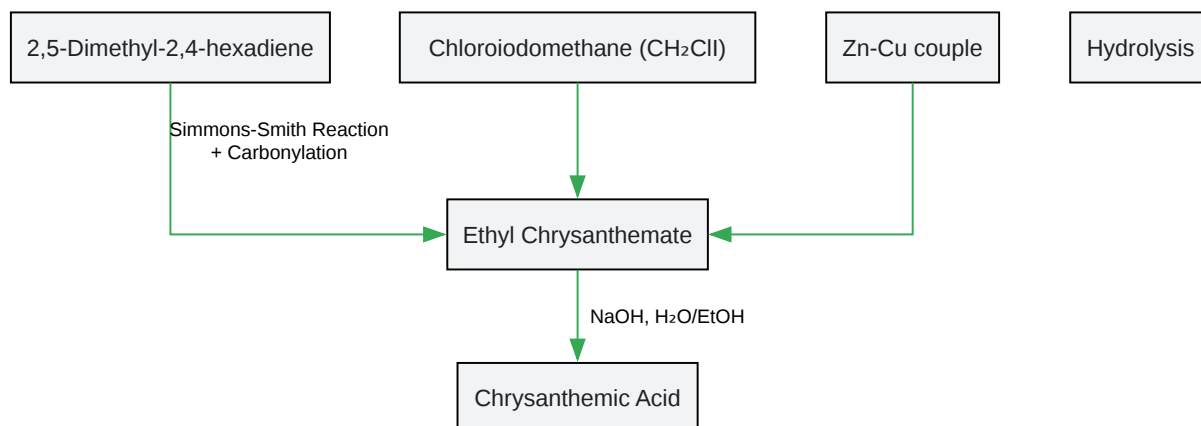 2,5-Dimethyl-2,4-hexadiene
Chloroiodomethane (CH₂ClI)
Zn-Cu couple
Hydrolysis
Simmons-Smith Reaction
+ Carbonylation
Ethyl Chrysanthemate
NaOH, H₂O/EtOH
Chrysanthemic Acid